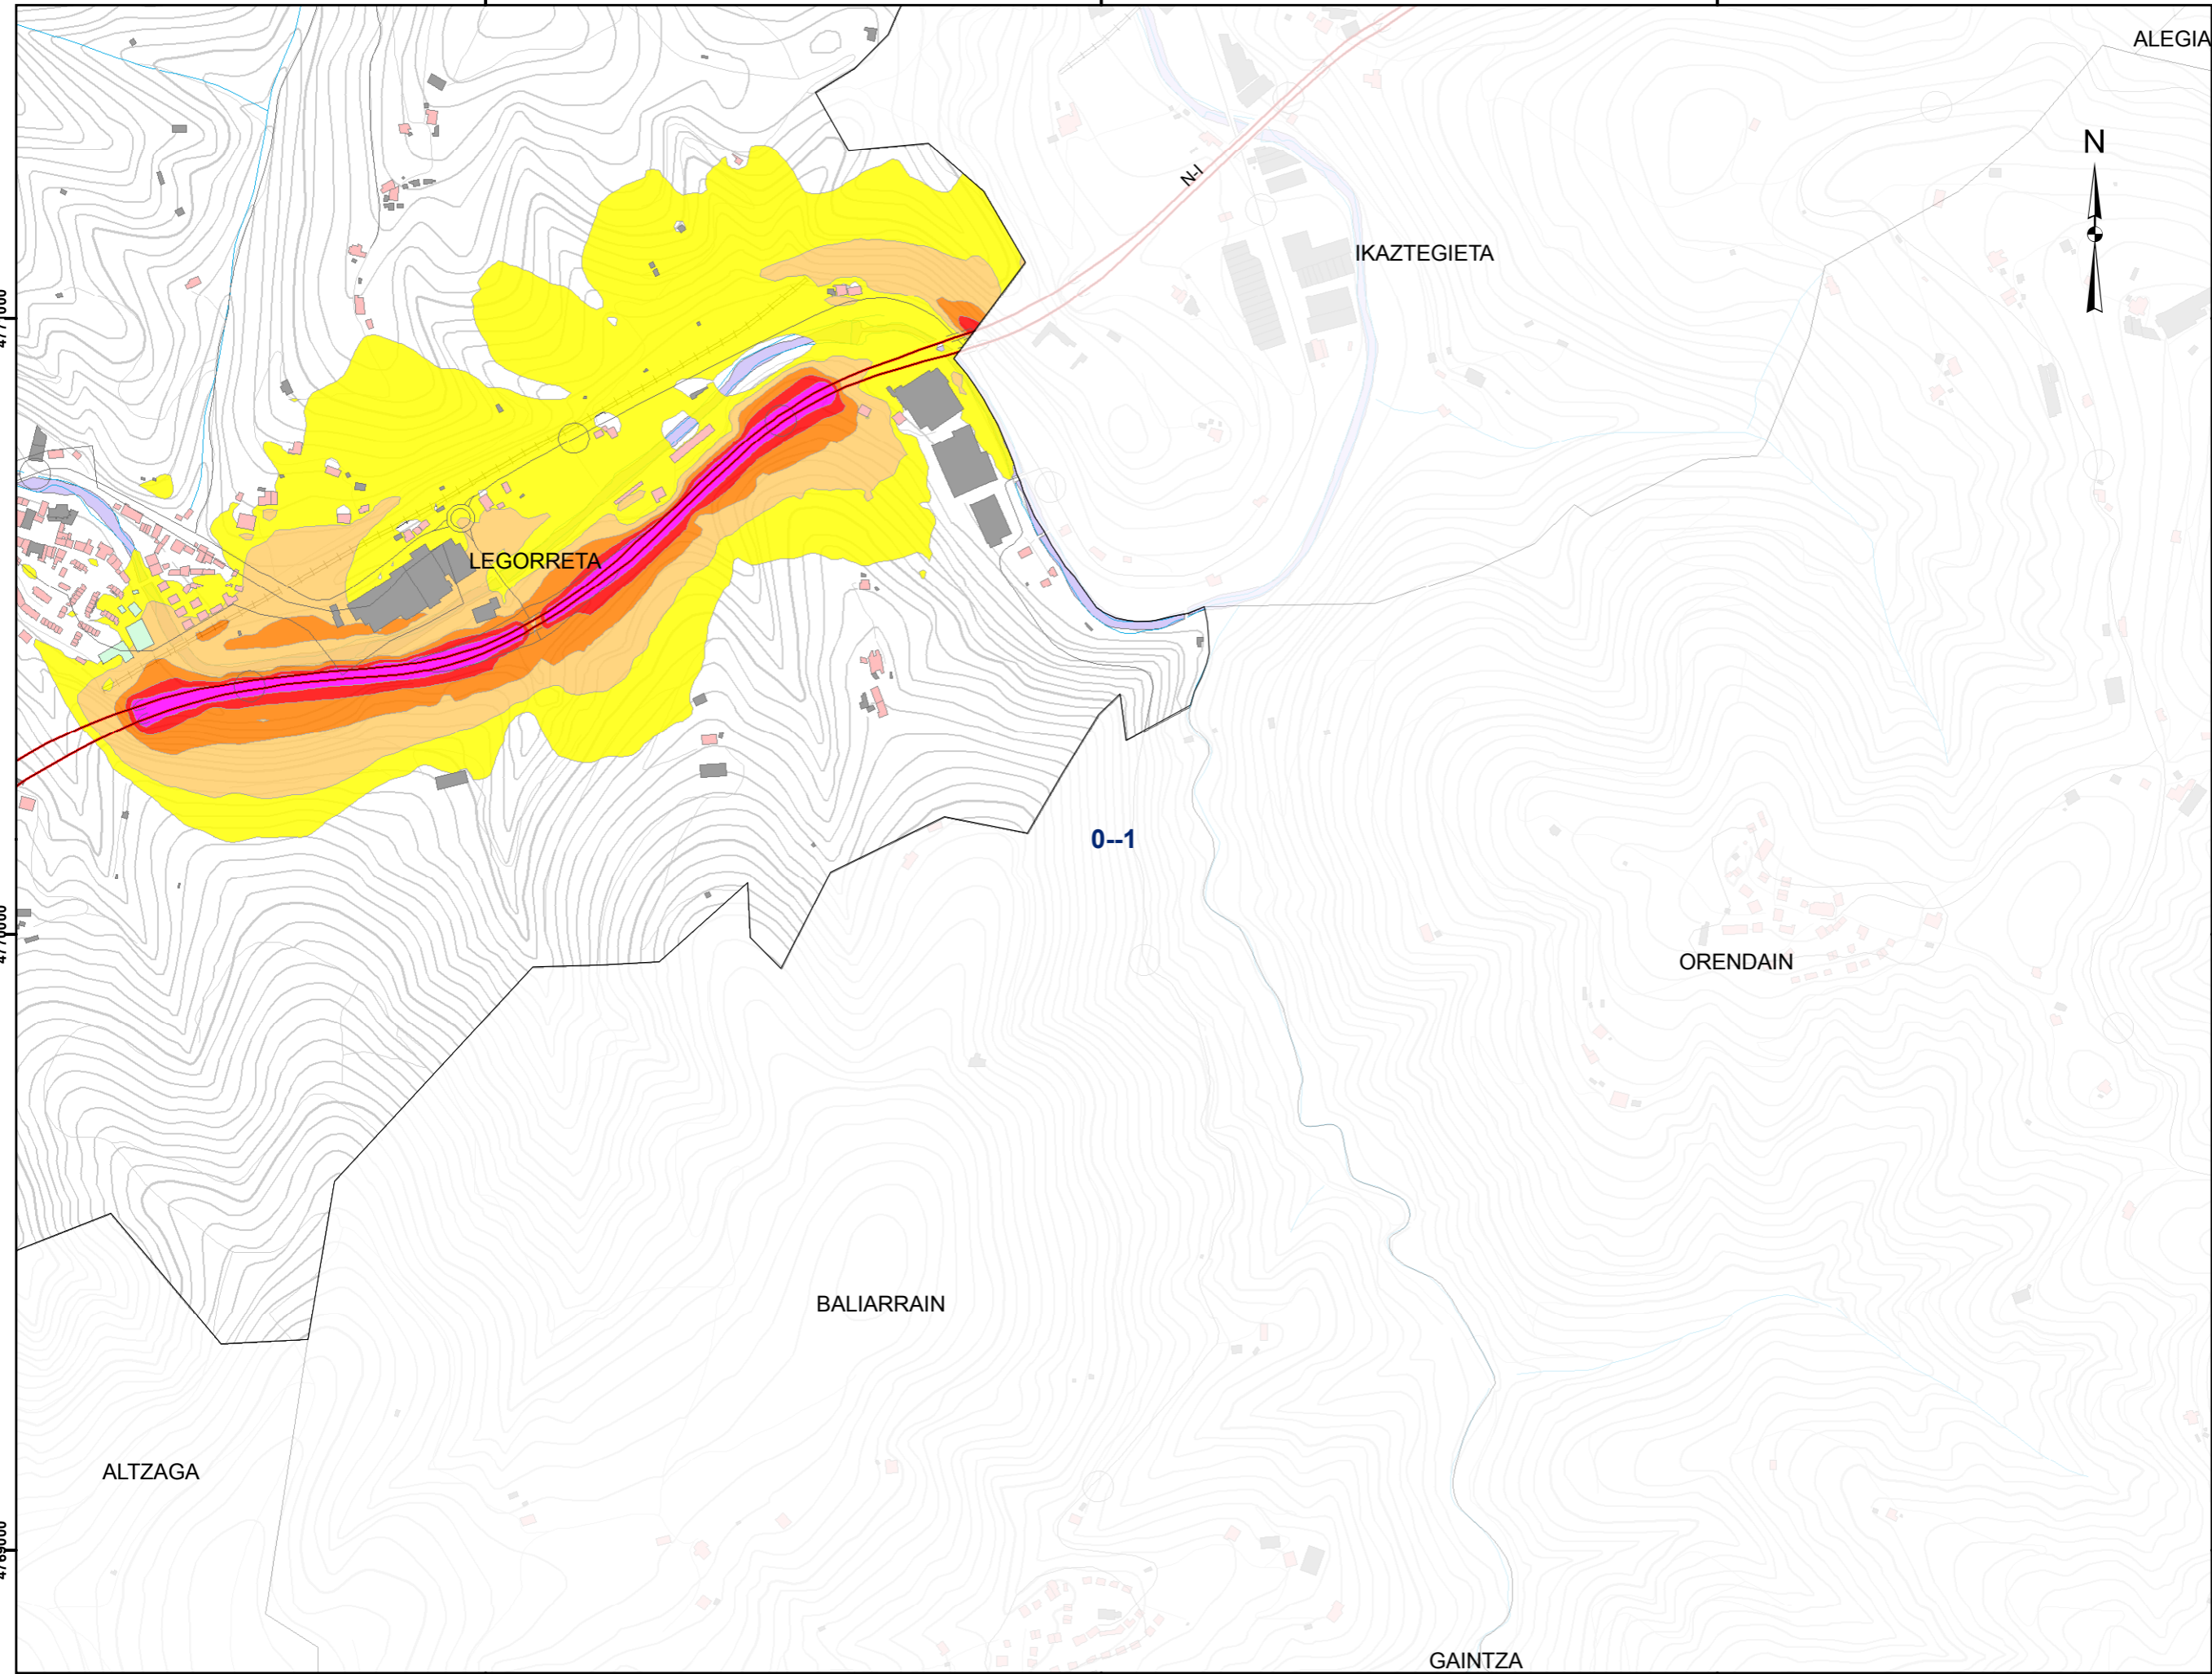 ALEGIA
N
N-I
IKAZTEGIETA
LEGORRETA
0--1
ORENDAIN
BALIARRAIN
ALTZAGA
GAINTZA